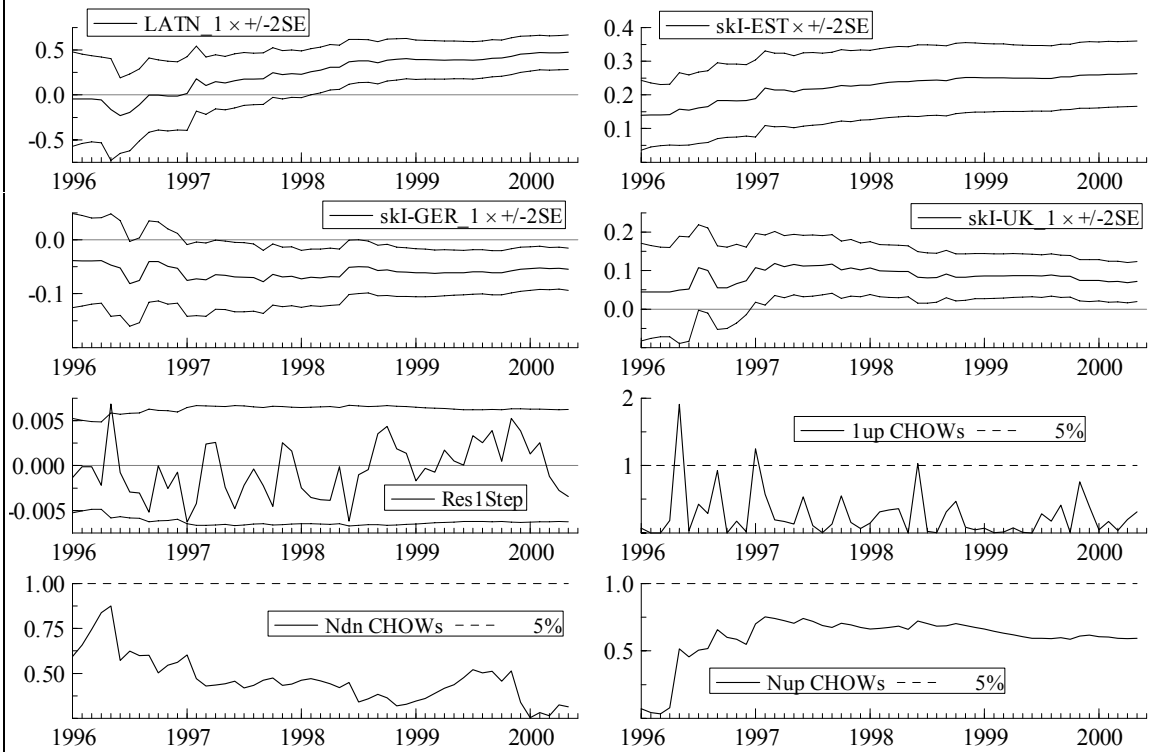 LATN_1 × +/-2SE
0.5
0.0
-0.5
1996 1997 1998 1999 2000
skI-EST × +/-2SE
0.4
0.3
0.2
0.1
1996 1997 1998 1999 2000
skI-GER_1 × +/-2SE
0.0
-0.1
1996 1997 1998 1999 2000
skI-UK_1 × +/-2SE
0.2
0.1
0.0
1996 1997 1998 1999 2000
0.005
0.000
-0.005
Res1Step
1996 1997 1998 1999 2000
2
1
1up CHOWs 5%
1996 1997 1998 1999 2000
1.00
0.75
0.50
Ndn CHOWs 5%
1996 1997 1998 1999 2000
1.0
0.5
Nup CHOWs 5%
1996 1997 1998 1999 2000